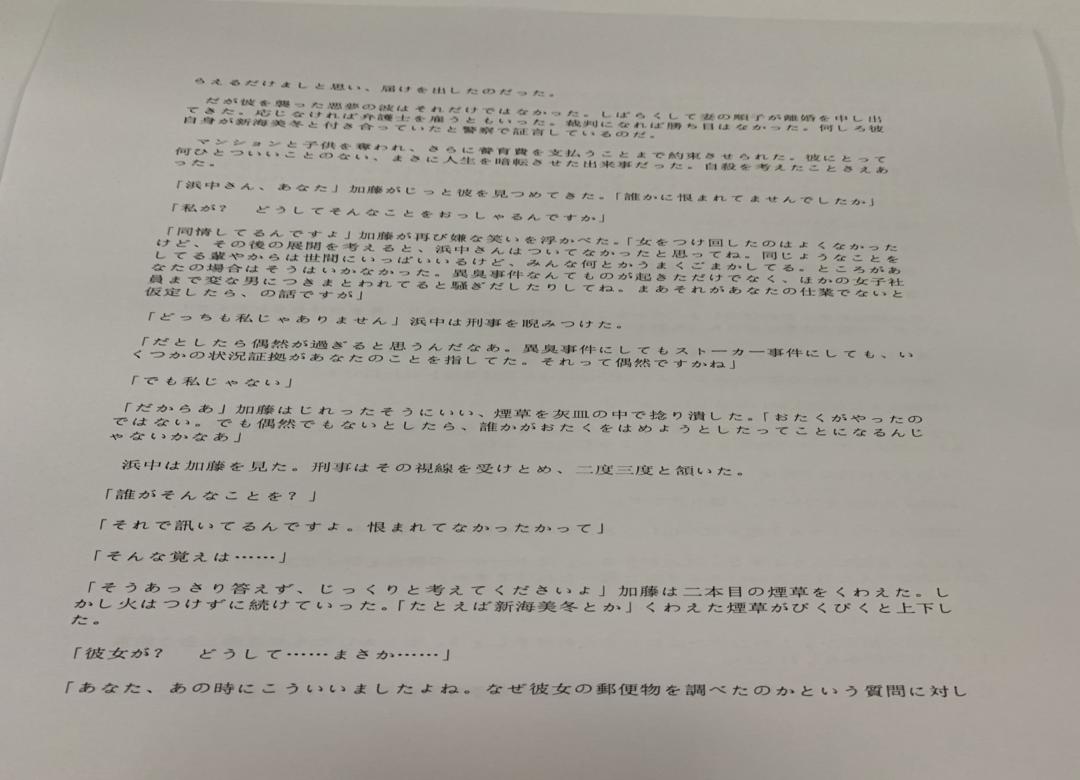 らえるだけましと思い、届けを出したのだった。
だが彼を襲った悪夢の波はそれだけではなかった。しばらくして妻の順子が離婚を申し出
てきた。応じなければ弁護士を雇うともいった。裁判になれば勝ち目はなかった。何しろ彼
自身が新海美冬と付き合っていたと警察で証言しているのだ。
マンションと子供を奪われ、さらに養育費を支払うことまで約束させられた。彼にとって
何ひとついいことのない、まさに人生を暗転させた出来事だった。自殺を考えたことさえあ
った。
「浜中さん、あなた」加藤がじっと彼を見つめてきた。「誰かに恨まれてませんでしたか」
「私が？　どうしてそんなことをおっしゃるんですか」
「同情してるんですよ」加藤が再び嫌な笑いを浮かべた。「女をつけ回したのはよくなかった
けど、その後の展開を考えると、浜中さんはついてなかったと思ってね。同じようなことを
してる輩やからは世間にいっぱいいるけど、みんな何とかうまくごまかしてる。ところがあ
なたの場合はそうはいかなかった。異臭事件なんてものが起きただけでなく、ほかの女子社
員まで変な男につきまとわれてると騒ぎだしたりしてね。まあそれがあなたの仕業でないと
仮定したら、の話ですが」
「どっちも私じゃありません」浜中は刑事を睨みつけた。
「だとしたら偶然が過ぎると思うんだなあ。異臭事件にしてもストーカー事件にしても、い
くつかの状況証拠があなたのことを指してた。それって偶然ですかね」
「でも私じゃない」
「だからあ」加藤はじれったそうにいい、煙草を灰皿の中で捻り潰した。「おたくがやったの
ではない。でも偶然でもないとしたら、誰かがおたくをはめようとしたってことになるんじ
ゃないかなあ」
浜中は加藤を見た。刑事はその視線を受けとめ、二度三度と頷いた。
「誰がそんなことを？」
「それで訊いてるんですよ。恨まれてなかったかって」
「そんな覚えは……」
「そうあっさり答えず、じっくりと考えてくださいよ」加藤は二本目の煙草をくわえた。し
かし火はつけずに続けていった。「たとえば新海美冬とか」くわえた煙草がぴくぴくと上下し
た。
「彼女が？　どうして……まさか……」
「あなた、あの時にこういいましたよね。なぜ彼女の郵便物を調べたのかという質問に対し